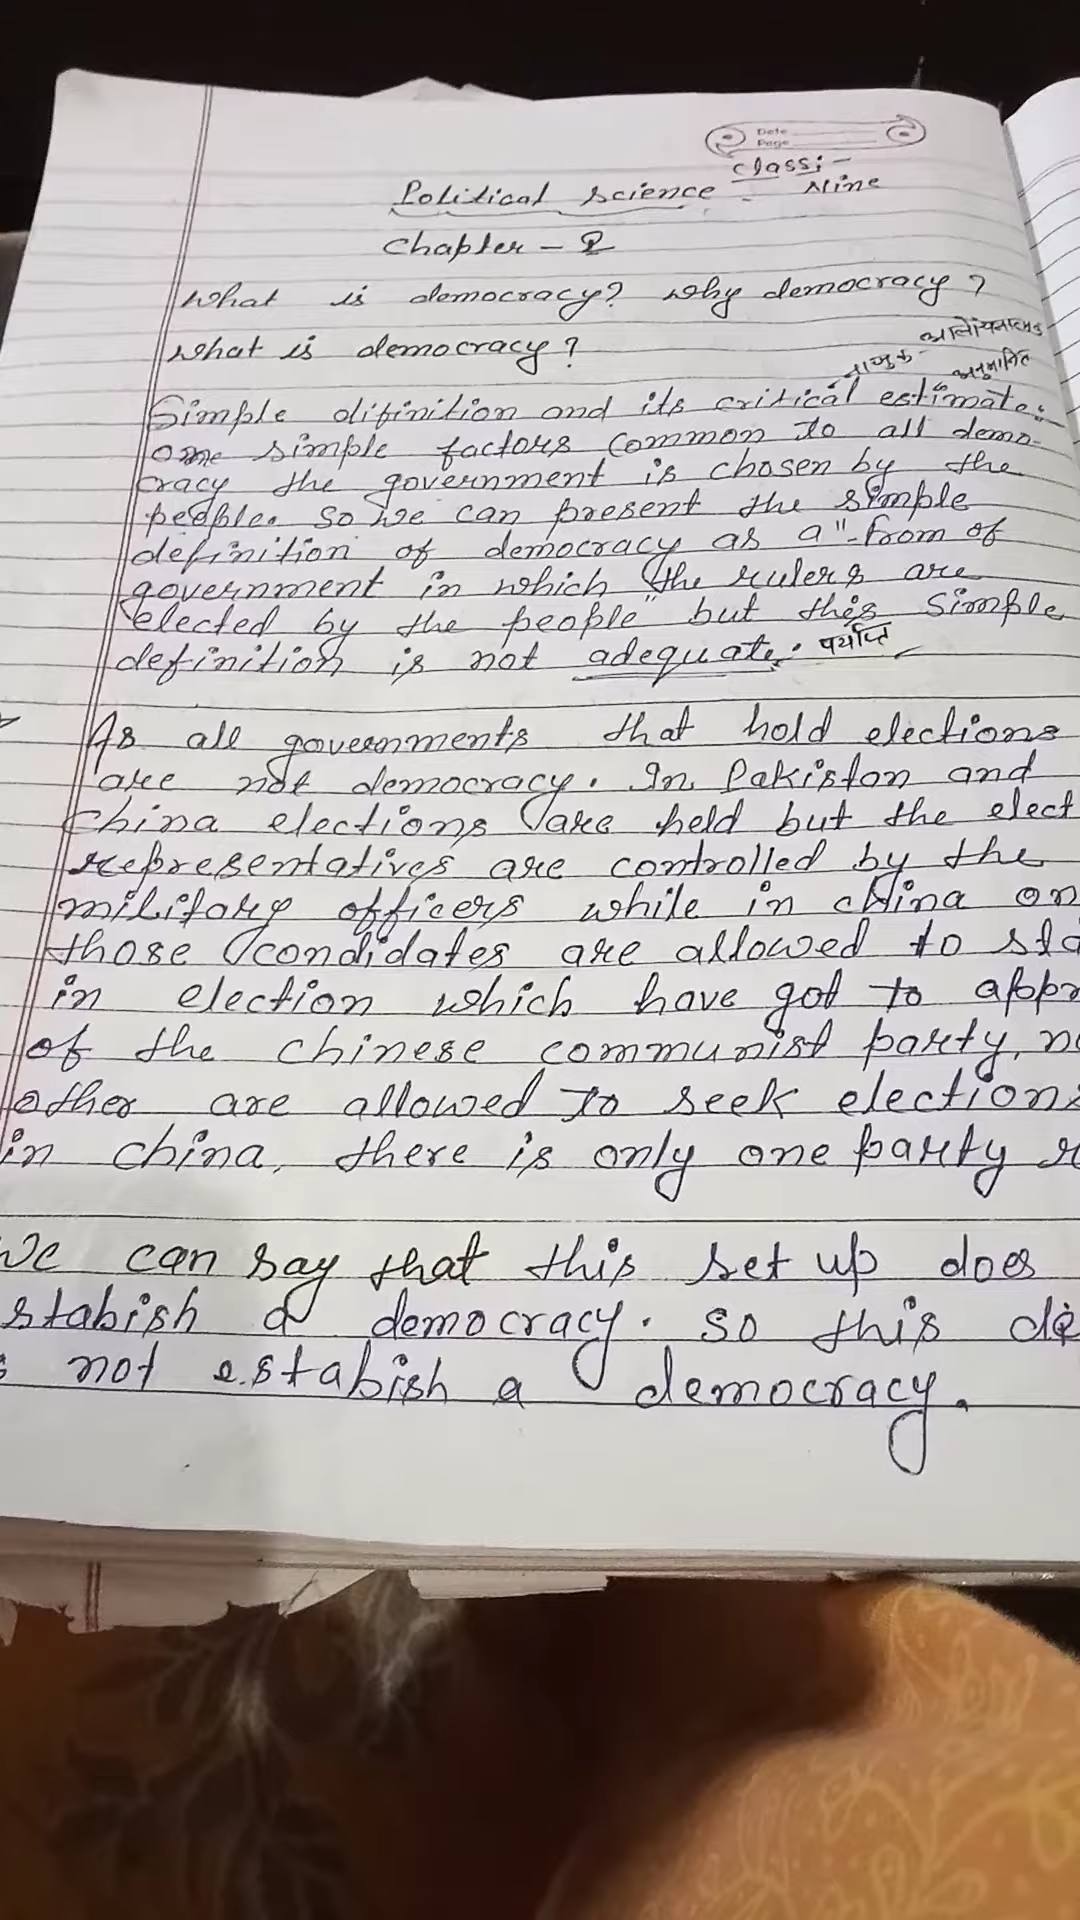 Date
Page
Class:-
Political science - Nine
Chapter - 2
What is democracy? Why democracy?
What is democracy?
आलोचनात्मक
नाजुक - अनुमानित
Simple difinition and its critical estimate:-
ome simple factors common to all demo-
cracy the government is chosen by the
people. so we can present the simple
definition of democracy as a "from of
government in which the rulers are
elected by the people" but this simple
definition is not adequate. पर्याप्त
As all governments that hold elections
are not democracy. In Pakiston and
China elections are held but the elect
representatives are controlled by the
military officers while in china on
those condidates are allowed to sta
in election which have got to appr
of the chinese communist party, no
other are allowed to seek elections
in china, there is only one party r
We can say that this set up does
stabish a democracy. so this de
not estabish a democracy.